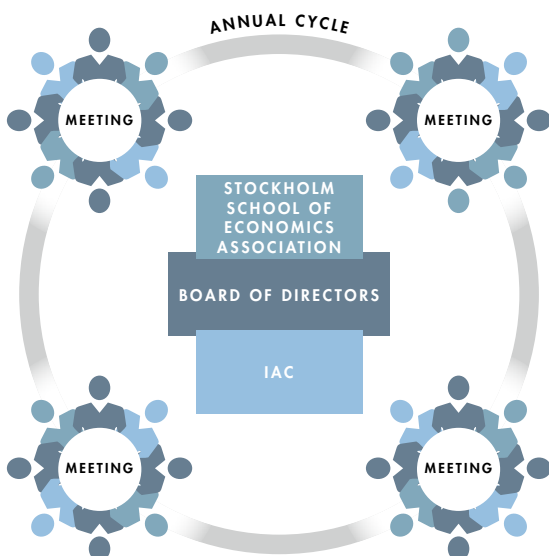 ANNUAL CYCLE
MEETING
MEETING
STOCKHOLM
SCHOOL OF
ECONOMICS
ASSOCIATION
BOARD OF DIRECTORS
IAC
MEETING
MEETING